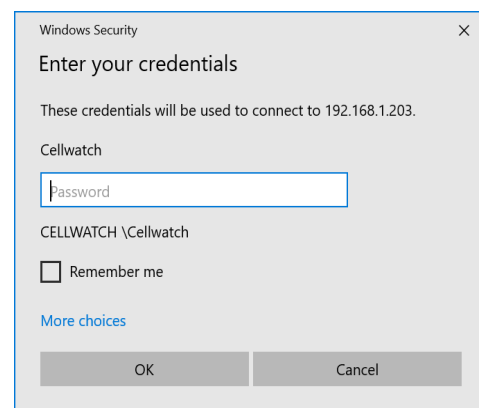 Windows Security
Enter your credentials
These credentials will be used to connect to 192.168.1.203.
Cellwatch
Password
CELLWATCH \Cellwatch
Remember me
More choices
OK Cancel